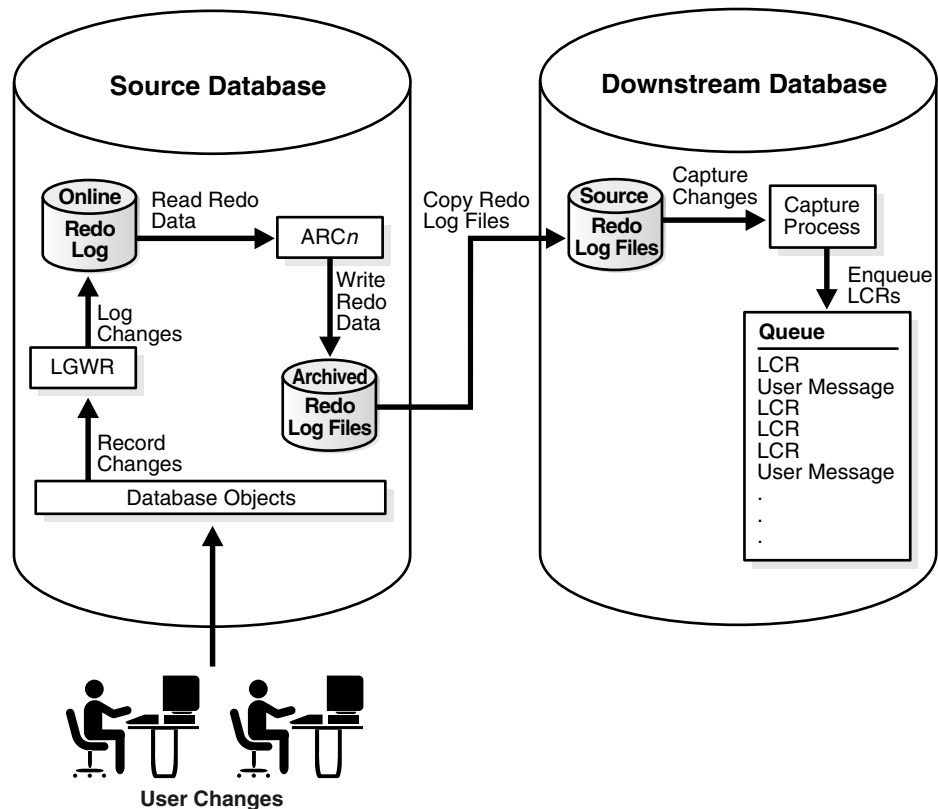 Source Database
Downstream Database
Online
Redo
Log
Read Redo
Data
ARCn
Copy Redo
Log Files
Source
Redo
Log Files
Capture
Changes
Capture
Process
Write
Redo
Data
Enqueue
LCRs
Log
Changes
LGWR
Archived
Redo
Log Files
Queue
LCR
User Message
LCR
LCR
LCR
User Message
.
.
.
Record
Changes
Database Objects
User Changes